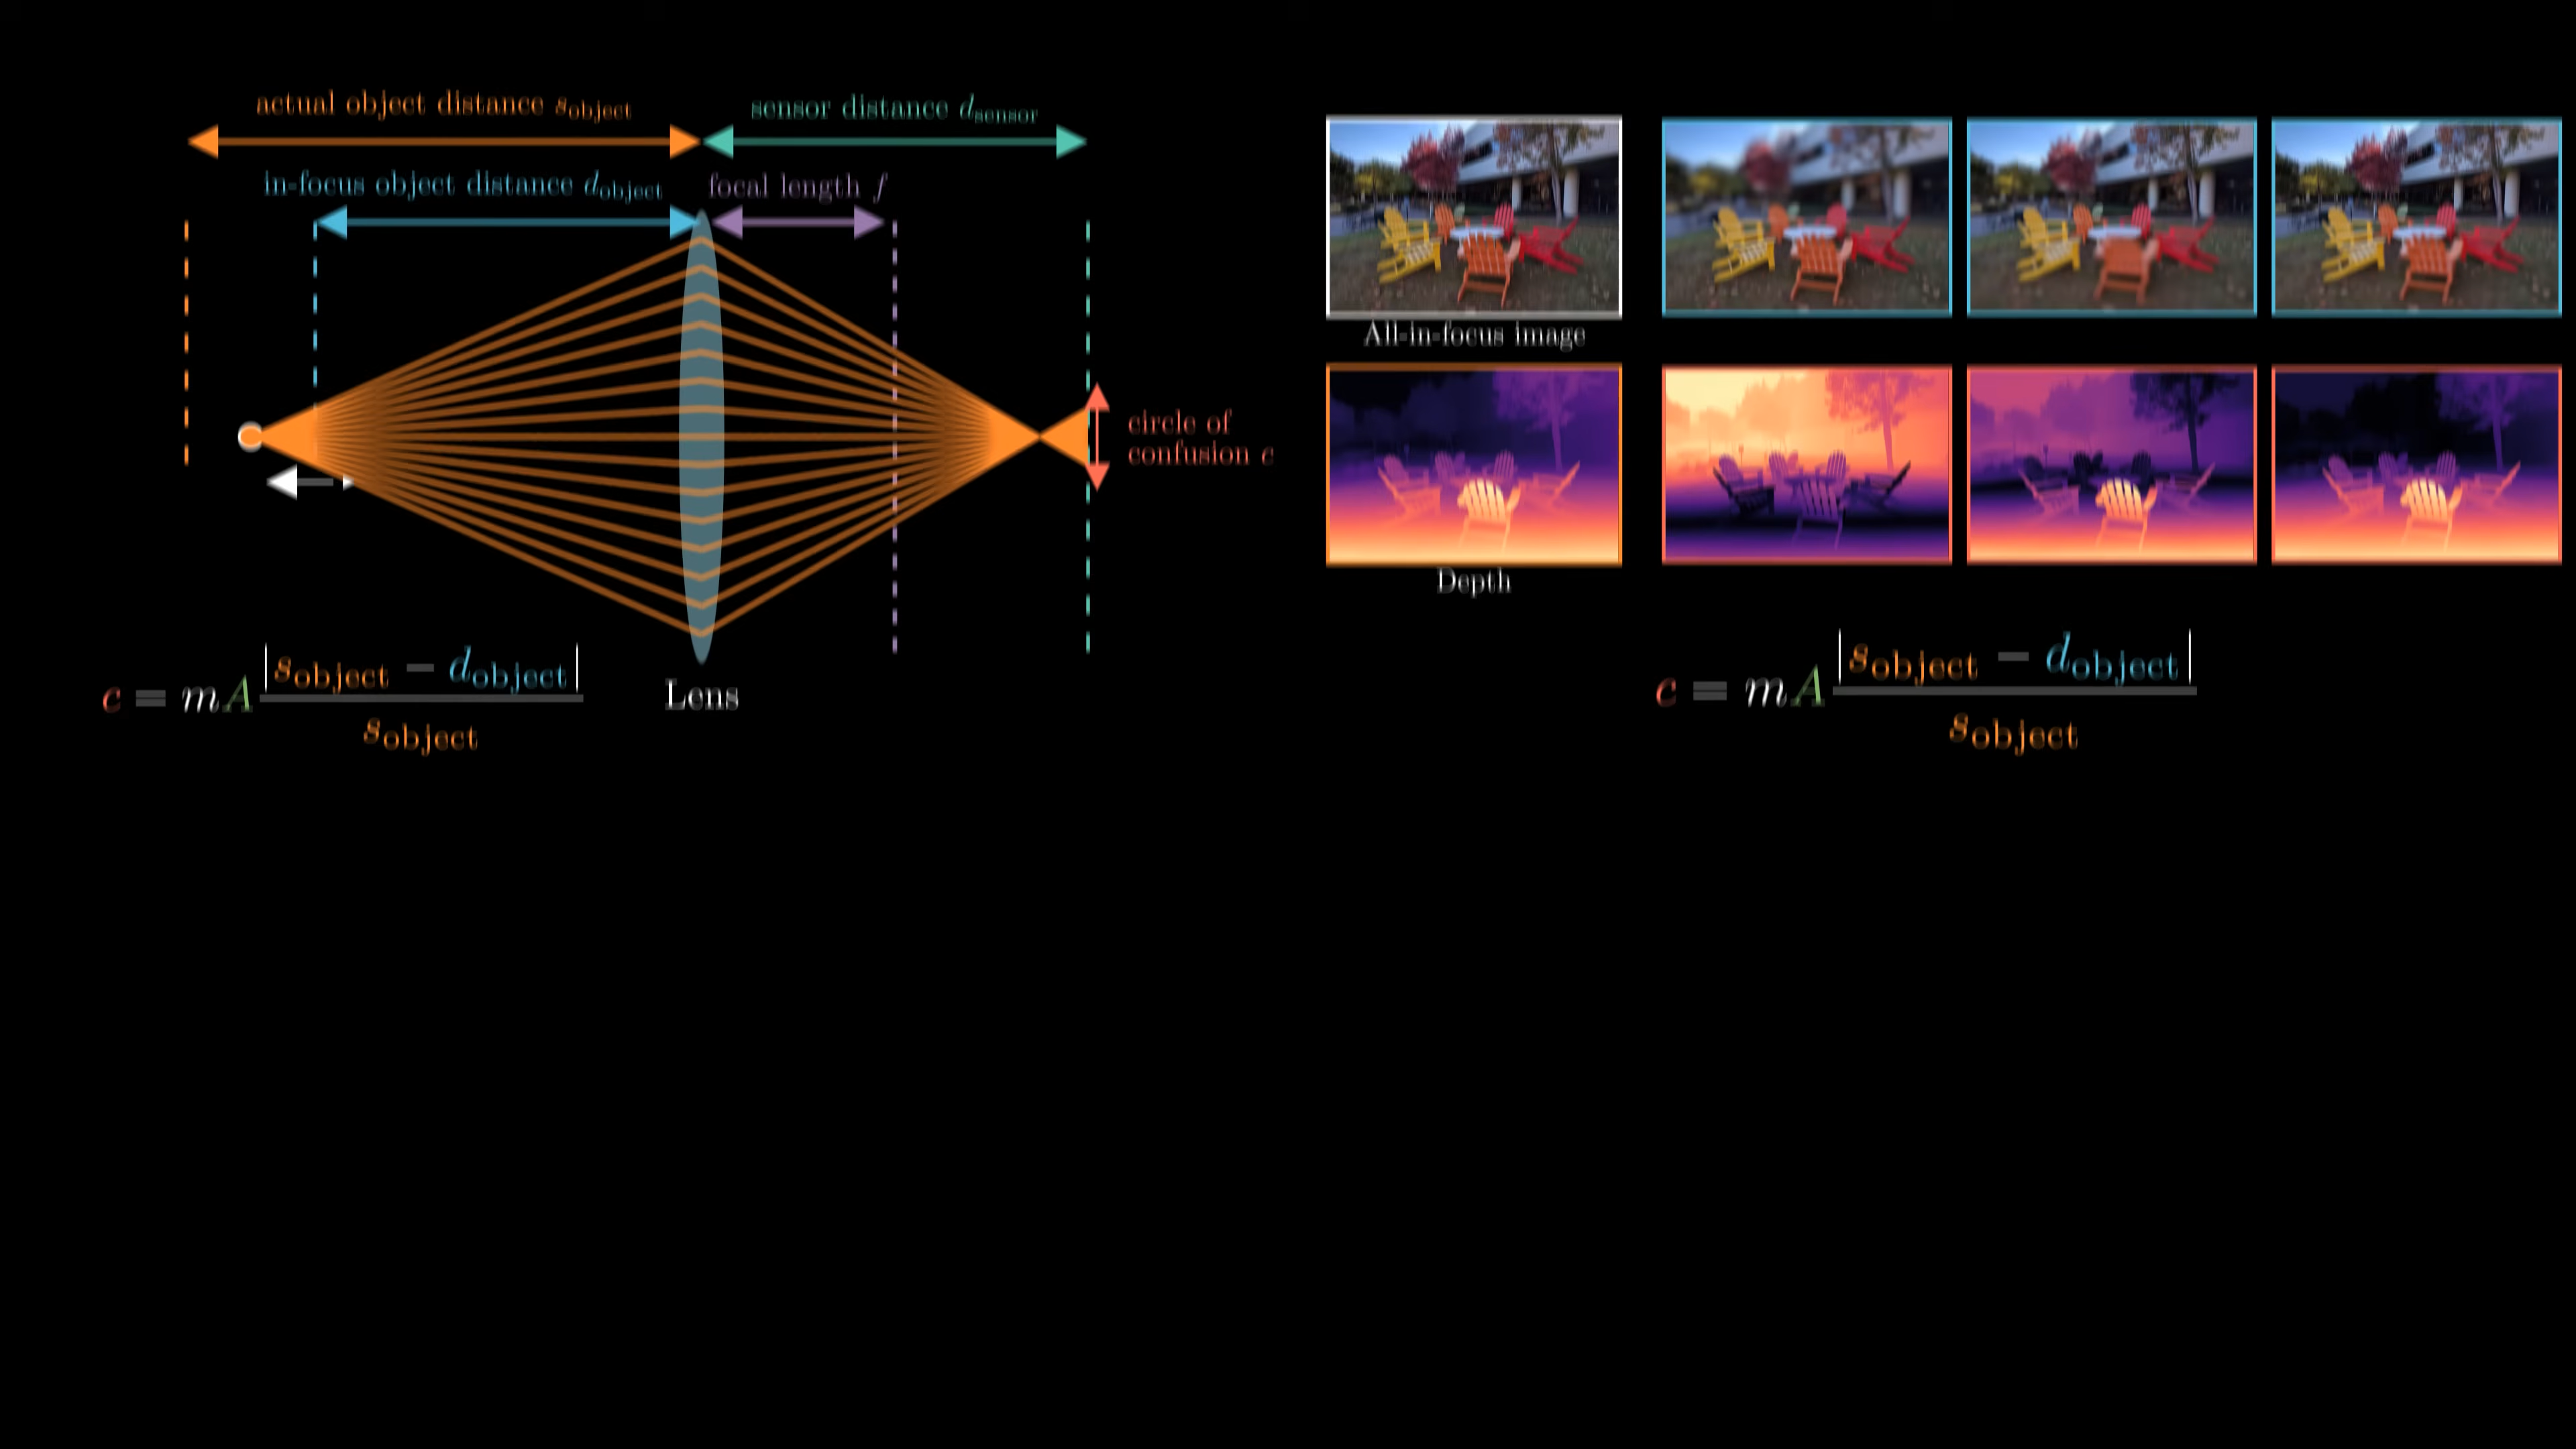 actual object distance s_object
sensor distance d_sensor
in-focus object distance d_object
focal length f
circle of
confusion c
c = mA |s_object − d_object| / s_object
Lens
All-in-focus image
Depth
c = mA |s_object − d_object| / s_object